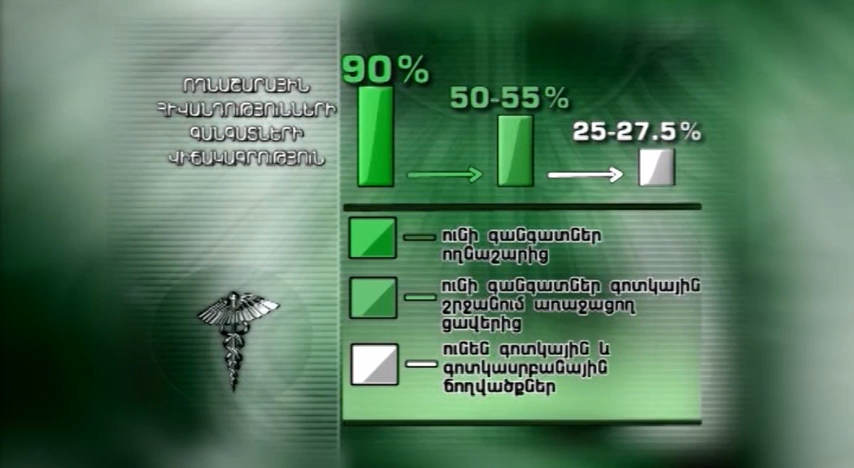 ՈՂՆԱՇԱՐԱՅԻՆ
ՀԻՎԱՆԴՈՒԹՅՈՒՆՆԵՐԻ
ԳԱՆԳԱՏՆԵՐԻ
ՎԻՃԱԿԱԳՐՈՒԹՅՈՒՆ
90%
50-55%
25-27.5%
ունի գանգատներ
ողնաշարից
ունի գանգատներ գոտկային
շրջանում առաջացող
ցավերից
ունեն գոտկային և
գոտկասրբանային
ճողվածքներ